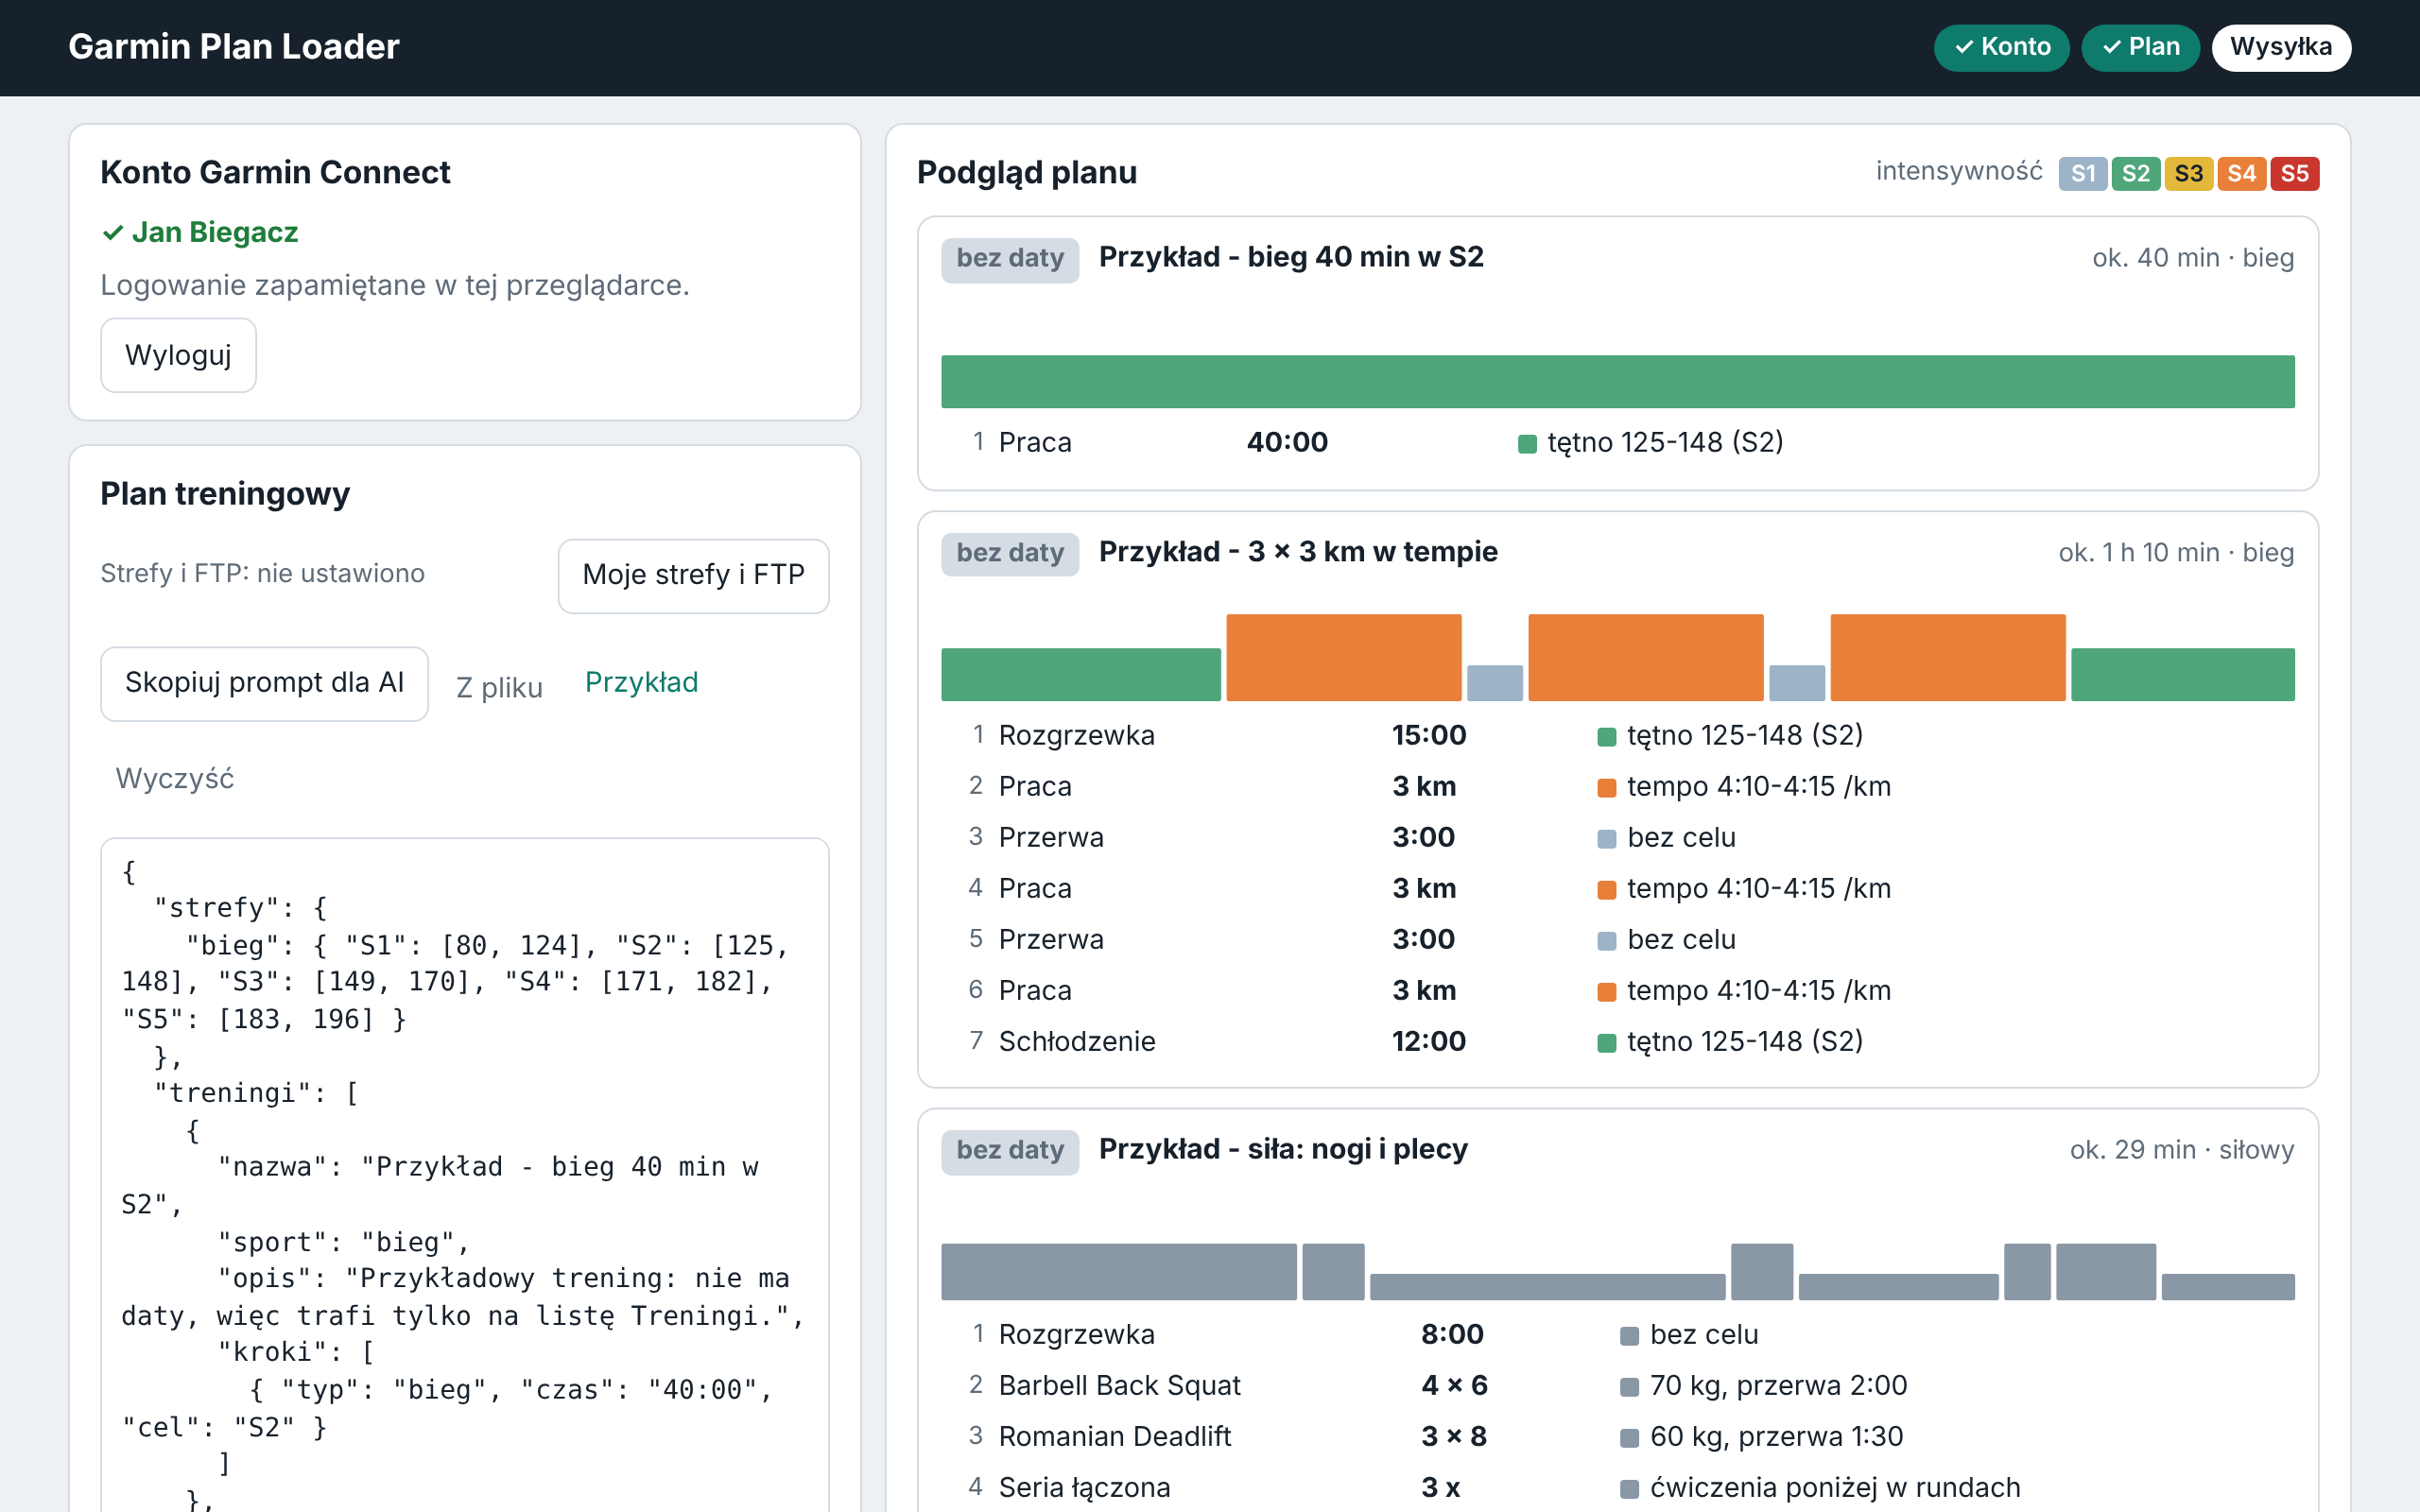 Garmin Plan Loader
✓ Konto ✓ Plan Wysyłka
Konto Garmin Connect
✓ Jan Biegacz
Logowanie zapamiętane w tej przeglądarce.
Wyloguj
Plan treningowy
Strefy i FTP: nie ustawiono
Moje strefy i FTP
Skopiuj prompt dla AI
Z pliku
Przykład
Wyczyść
{
"strefy": {
"bieg": { "S1": [80, 124], "S2": [125,
148], "S3": [149, 170], "S4": [171, 182],
"S5": [183, 196] }
},
"treningi": [
{
"nazwa": "Przykład - bieg 40 min w
S2",
"sport": "bieg",
"opis": "Przykładowy trening: nie ma
daty, więc trafi tylko na listę Treningi.",
"kroki": [
{ "typ": "bieg", "czas": "40:00",
"cel": "S2" }
]
},
Podgląd planu
intensywność S1 S2 S3 S4 S5
bez daty Przykład - bieg 40 min w S2 ok. 40 min · bieg
1 Praca 40:00 tętno 125-148 (S2)
bez daty Przykład - 3 × 3 km w tempie ok. 1 h 10 min · bieg
1 Rozgrzewka 15:00 tętno 125-148 (S2)
2 Praca 3 km tempo 4:10-4:15 /km
3 Przerwa 3:00 bez celu
4 Praca 3 km tempo 4:10-4:15 /km
5 Przerwa 3:00 bez celu
6 Praca 3 km tempo 4:10-4:15 /km
7 Schłodzenie 12:00 tętno 125-148 (S2)
bez daty Przykład - siła: nogi i plecy ok. 29 min · siłowy
1 Rozgrzewka 8:00 bez celu
2 Barbell Back Squat 4 × 6 70 kg, przerwa 2:00
3 Romanian Deadlift 3 × 8 60 kg, przerwa 1:30
4 Seria łączona 3 x ćwiczenia poniżej w rundach